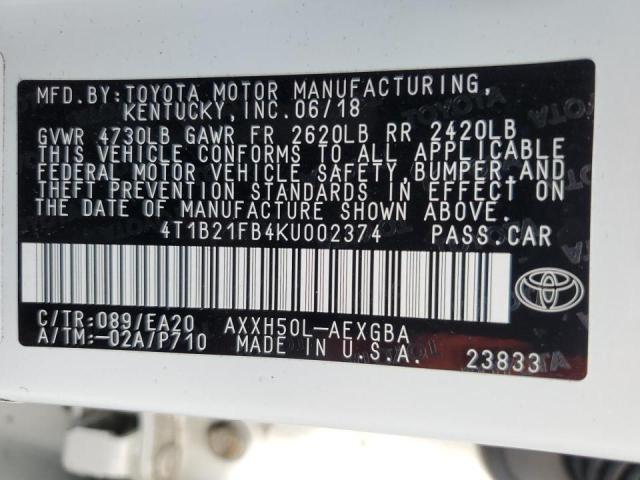 MFD.BY:TOYOTA MOTOR MANUFACTURING,
KENTUCKY, INC.06/18
GVWR 4730LB GAWR FR 2620LB RR 2420LB
THIS VEHICLE CONFORMS TO ALL APPLICABLE
FEDERAL MOTOR VEHICLE SAFETY, BUMPER, AND
THEFT PREVENTION STANDARDS IN EFFECT ON
THE DATE OF MANUFACTURE SHOWN ABOVE.
4T1B21FB4KU002374 PASS.CAR
C/TR:089/EA20 AXXH50L-AEXGBA
A/TM:-02A/P710 MADE IN U.S.A.
23833